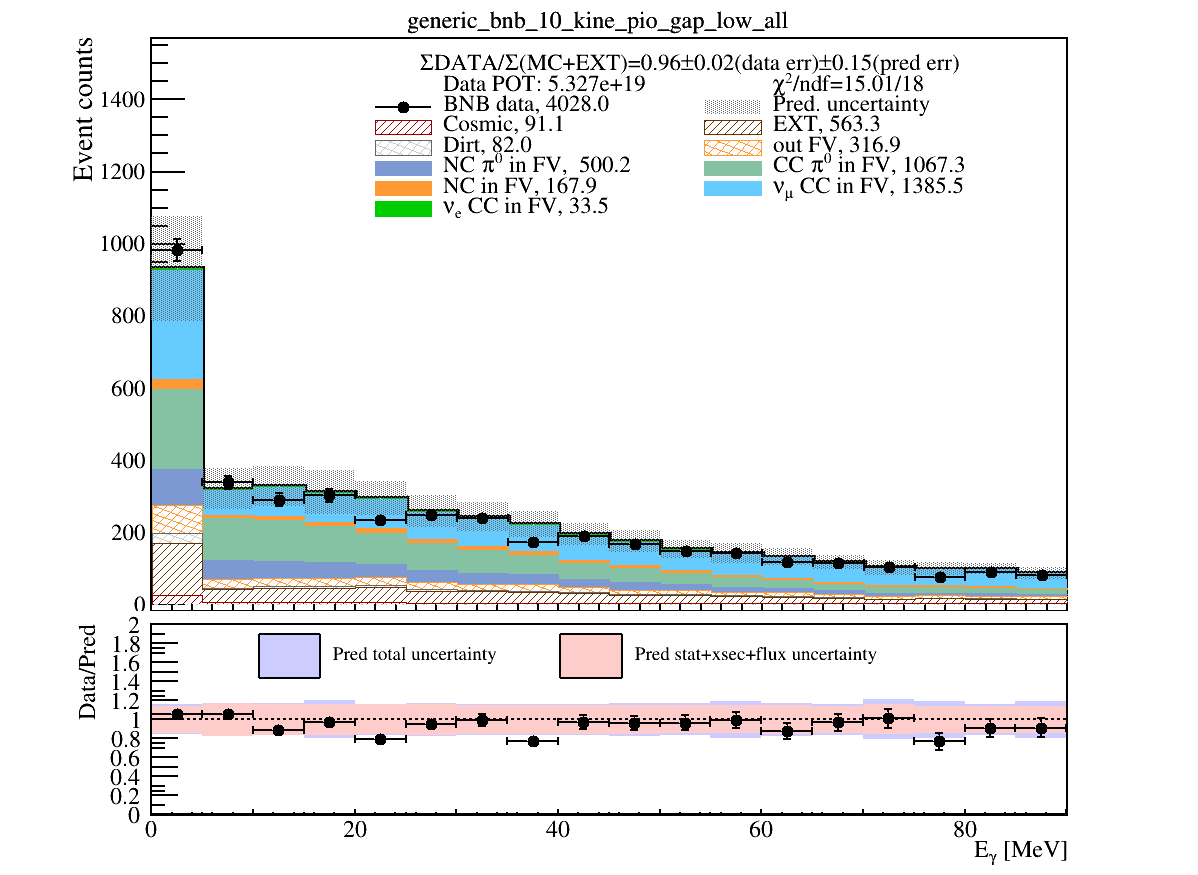 generic_bnb_10_kine_pio_gap_low_all
ΣDATA/Σ(MC+EXT)=0.96±0.02(data err)±0.15(pred err)
Data POT: 5.327e+19 χ²/ndf=15.01/18
BNB data, 4028.0 Pred. uncertainty
Cosmic, 91.1 EXT, 563.3
Dirt, 82.0 out FV, 316.9
NC π⁰ in FV, 500.2 CC π⁰ in FV, 1067.3
NC in FV, 167.9 νμ CC in FV, 1385.5
νe CC in FV, 33.5
Event counts
1400
1200
1000
800
600
400
200
0
Pred total uncertainty Pred stat+xsec+flux uncertainty
Data/Pred
2
1.8
1.6
1.4
1.2
1
0.8
0.6
0.4
0.2
0
0 20 40 60 80
Eγ [MeV]